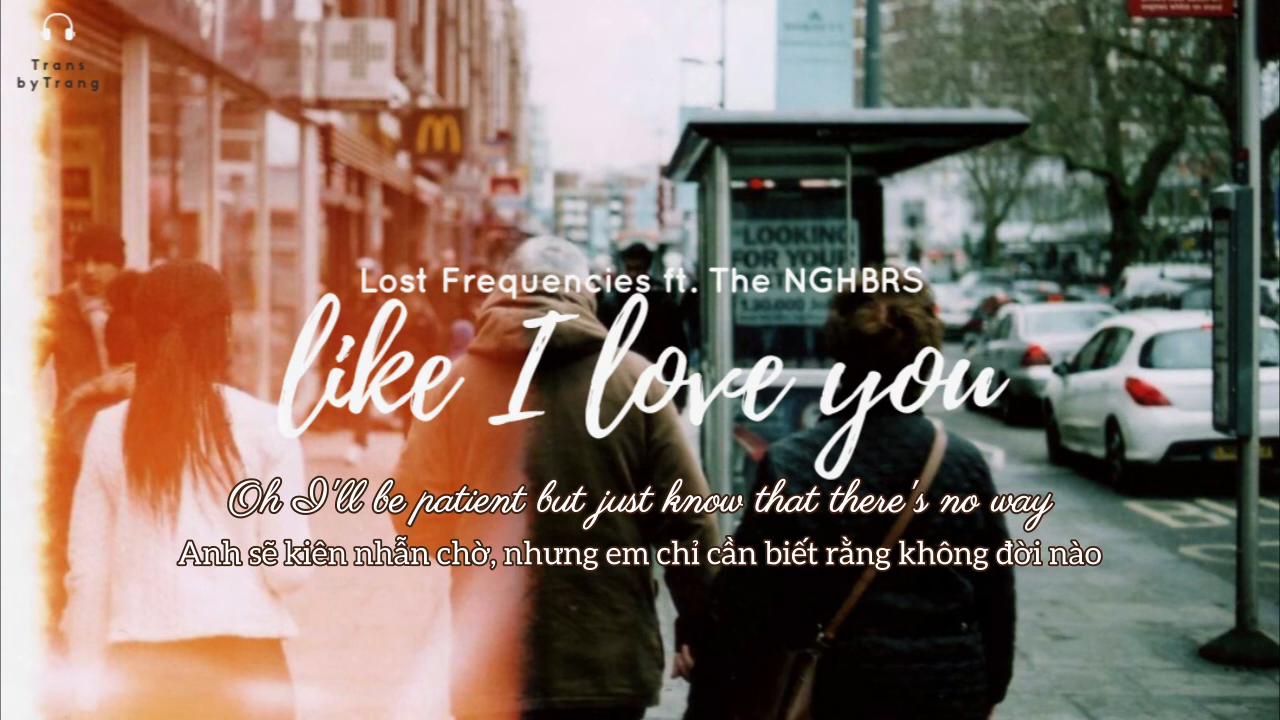 Trans
byTrang
LOOKING
FOR YOUR
Lost Frequencies ft. The NGHBRS
like I love you
Oh I'll be patient but just know that there's no way
Anh sẽ kiên nhẫn chờ, nhưng em chỉ cần biết rằng không đời nào